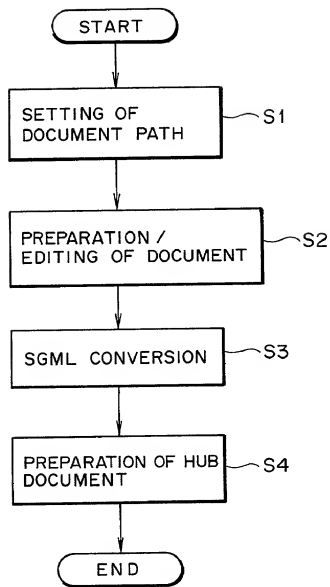 START
SETTING OF
DOCUMENT PATH
S1
PREPARATION /
EDITING OF DOCUMENT
S2
SGML CONVERSION
S3
PREPARATION OF HUB
DOCUMENT
S4
END